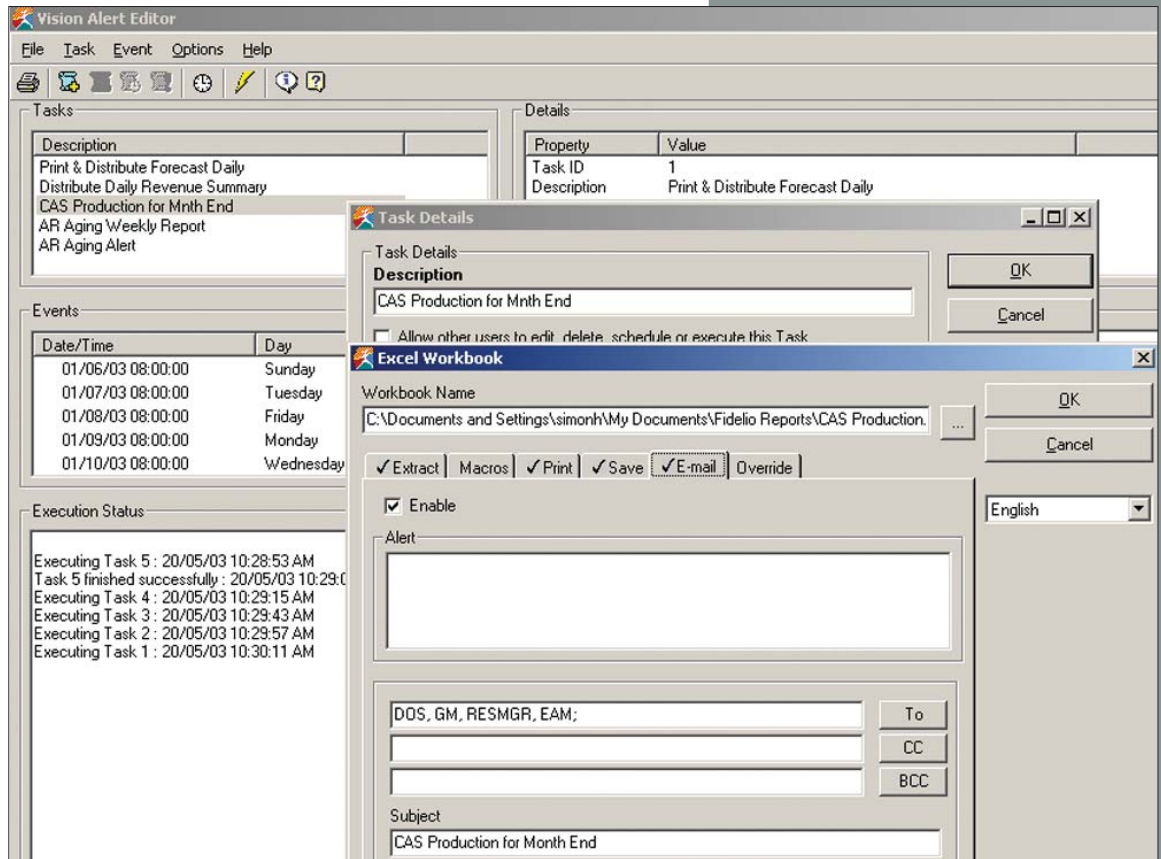 Vision Alert Editor
File Task Event Options Help
Tasks
Description
Print & Distribute Forecast Daily
Distribute Daily Revenue Summary
CAS Production for Mnth End
AR Aging Weekly Report
AR Aging Alert
Details
Property Value
Task ID 1
Description Print & Distribute Forecast Daily
Events
Date/Time Day
01/06/03 08:00:00 Sunday
01/07/03 08:00:00 Tuesday
01/08/03 08:00:00 Friday
01/09/03 08:00:00 Monday
01/10/03 08:00:00 Wednesday
Execution Status
Executing Task 5 : 20/05/03 10:28:53 AM
Task 5 finished successfully : 20/05/03 10:29:0
Executing Task 4 : 20/05/03 10:29:15 AM
Executing Task 3 : 20/05/03 10:29:43 AM
Executing Task 2 : 20/05/03 10:29:57 AM
Executing Task 1 : 20/05/03 10:30:11 AM
Task Details
Task Details
Description
CAS Production for Mnth End
Allow other users to edit, delete, schedule or execute this Task
OK
Cancel
Excel Workbook
Workbook Name
C:\Documents and Settings\simonh\My Documents\Fidelio Reports\CAS Production.
...
OK
Cancel
Extract Macros Print Save E-mail Override
Enable
English
Alert
DOS, GM, RESMGR, EAM;
To
CC
BCC
Subject
CAS Production for Month End